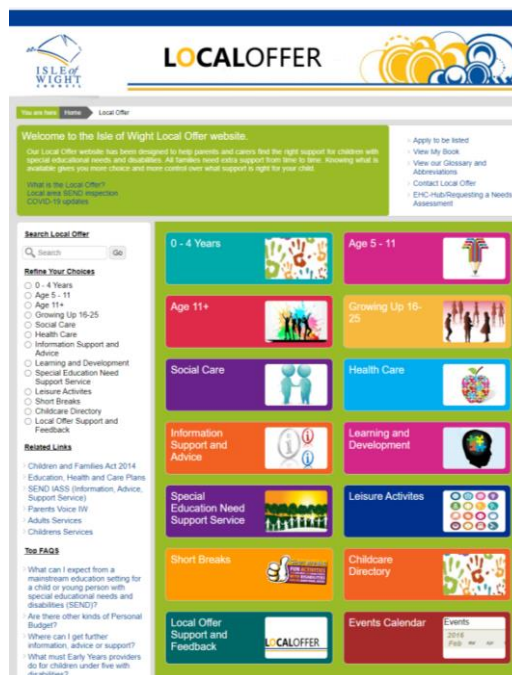 ISLE of
WIGHT
COUNCIL
LOCALOFFER
You are here Home Local Offer
Welcome to the Isle of Wight Local Offer website.
Our Local Offer website has been designed to help parents and carers find the right support for children with
special educational needs and disabilities. All families need extra support from time to time. Knowing what is
available gives you more choice and more control over what support is right for your child.
What is the Local Offer?
Local area SEND inspection
COVID-19 updates
Apply to be listed
View My Book
View our Glossary and
Abbreviations
Contact Local Offer
EHC-Hub/Requesting a Needs
Assessment
Search Local Offer
Search Go
Refine Your Choices
0 - 4 Years
Age 5 - 11
Age 11+
Growing Up 16-25
Social Care
Health Care
Information Support and
Advice
Learning and Development
Special Education Need
Support Service
Leisure Activites
Short Breaks
Childcare Directory
Local Offer Support and
Feedback
Related Links
Children and Families Act 2014
Education, Health and Care Plans
SEND IASS (Information, Advice,
Support Service)
Parents Voice IW
Adults Services
Childrens Services
Top FAQS
What can I expect from a
mainstream education setting for
a child or young person with
special educational needs and
disabilities (SEND)?
Are there other kinds of Personal
Budget?
Where can I get further
information, advice or support?
What must Early Years providers
do for children under five with
disabilities?
0 - 4 Years
Age 5 - 11
Age 11+
Growing Up 16-
25
Social Care
Health Care
Information
Support and
Advice
Learning and
Development
Special
Education Need
Support Service
Leisure Activites
Short Breaks
Childcare
Directory
Local Offer
Support and
Feedback
LOCALOFFER
Events Calendar
Events
2016
Feb